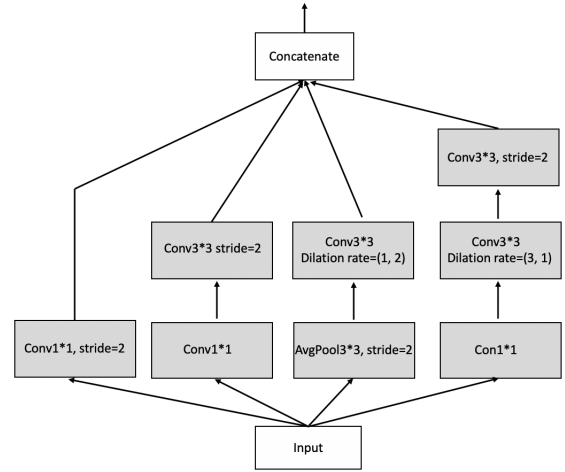 Concatenate
Conv3*3, stride=2
Conv3*3 stride=2
Conv3*3
Dilation rate=(1, 2)
Conv3*3
Dilation rate=(3, 1)
Conv1*1, stride=2
Conv1*1
AvgPool3*3, stride=2
Con1*1
Input